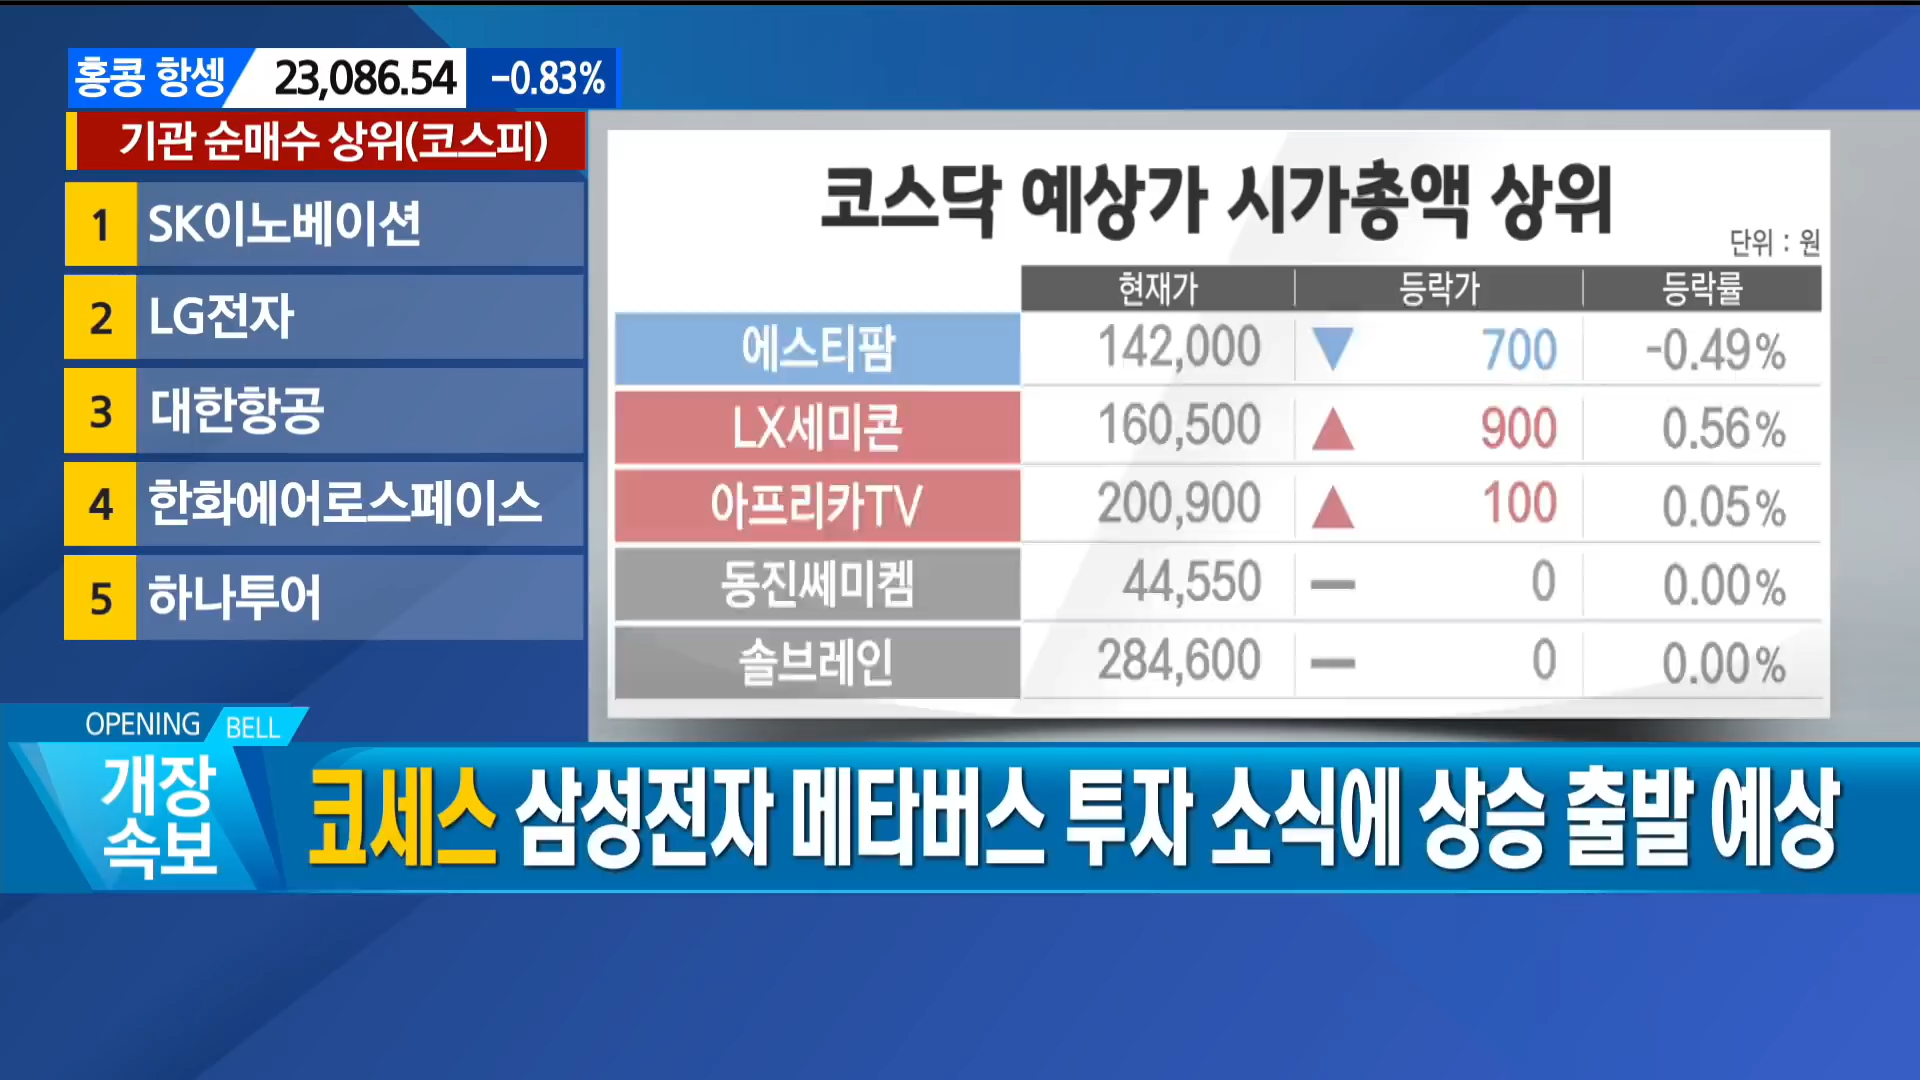 홍콩 항셍 23,086.54 -0.83%
기관 순매수 상위(코스피)
1 SK이노베이션
2 LG전자
3 대한항공
4 한화에어로스페이스
5 하나투어
코스닥 예상가 시가총액 상위
단위 : 원
현재가 등락가 등락률
에스티팜 142,000 ▼ 700 -0.49%
LX세미콘 160,500 ▲ 900 0.56%
아프리카TV 200,900 ▲ 100 0.05%
동진쎄미켐 44,550 ― 0 0.00%
솔브레인 284,600 ― 0 0.00%
OPENING BELL
개장
속보
코세스 삼성전자 메타버스 투자 소식에 상승 출발 예상